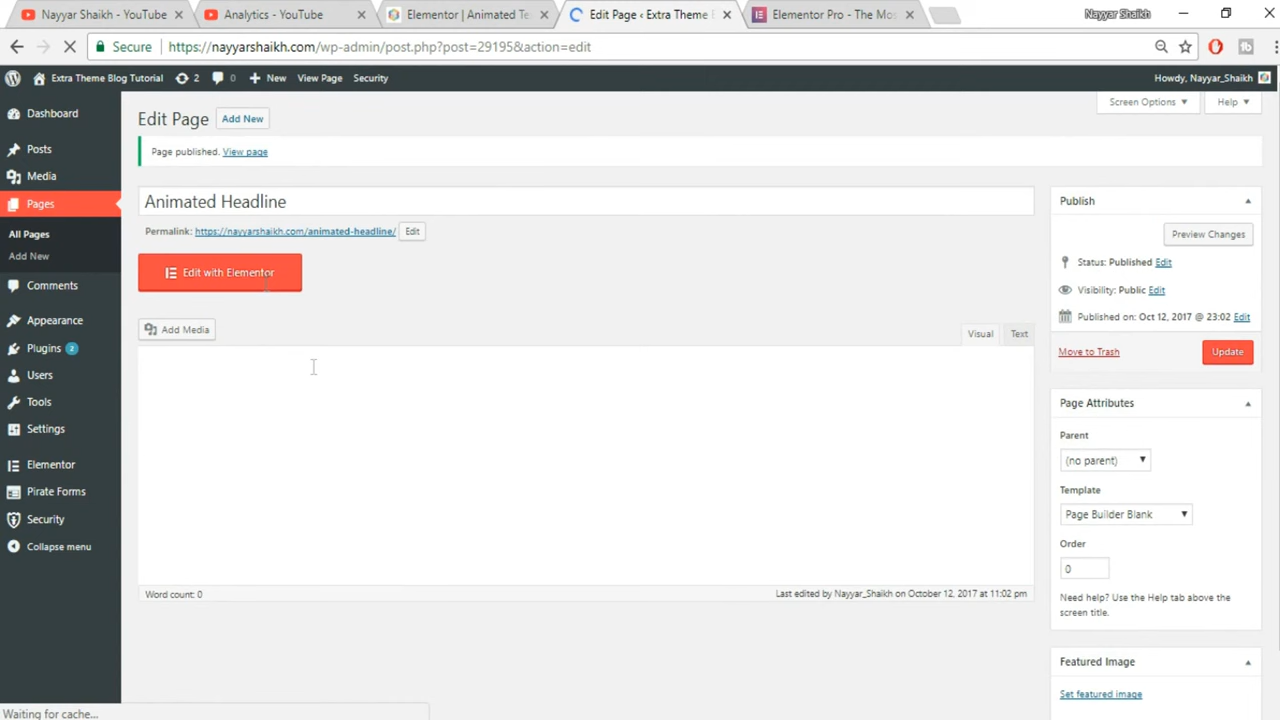 Nayyar Shaikh - YouTube
Analytics - YouTube
Elementor | Animated Te
Edit Page ‹ Extra Theme
Elementor Pro - The Mos
Nayyar Shaikh
Secure
https://nayyarshaikh.com/wp-admin/post.php?post=29195&action=edit
Extra Theme Blog Tutorial
2
0
New
View Page
Security
Howdy, Nayyar_Shaikh
Dashboard
Posts
Media
Pages
All Pages
Add New
Comments
Appearance
Plugins 2
Users
Tools
Settings
Elementor
Pirate Forms
Security
Collapse menu
Screen Options
Help
Edit Page
Add New
Page published. View page
Animated Headline
Permalink: https://nayyarshaikh.com/animated-headline/ Edit
Edit with Elementor
Add Media
Visual
Text
Word count: 0
Last edited by Nayyar_Shaikh on October 12, 2017 at 11:02 pm
Publish
Preview Changes
Status: Published Edit
Visibility: Public Edit
Published on: Oct 12, 2017 @ 23:02 Edit
Move to Trash
Update
Page Attributes
Parent
(no parent)
Template
Page Builder Blank
Order
0
Need help? Use the Help tab above the
screen title.
Featured Image
Set featured image
Waiting for cache...